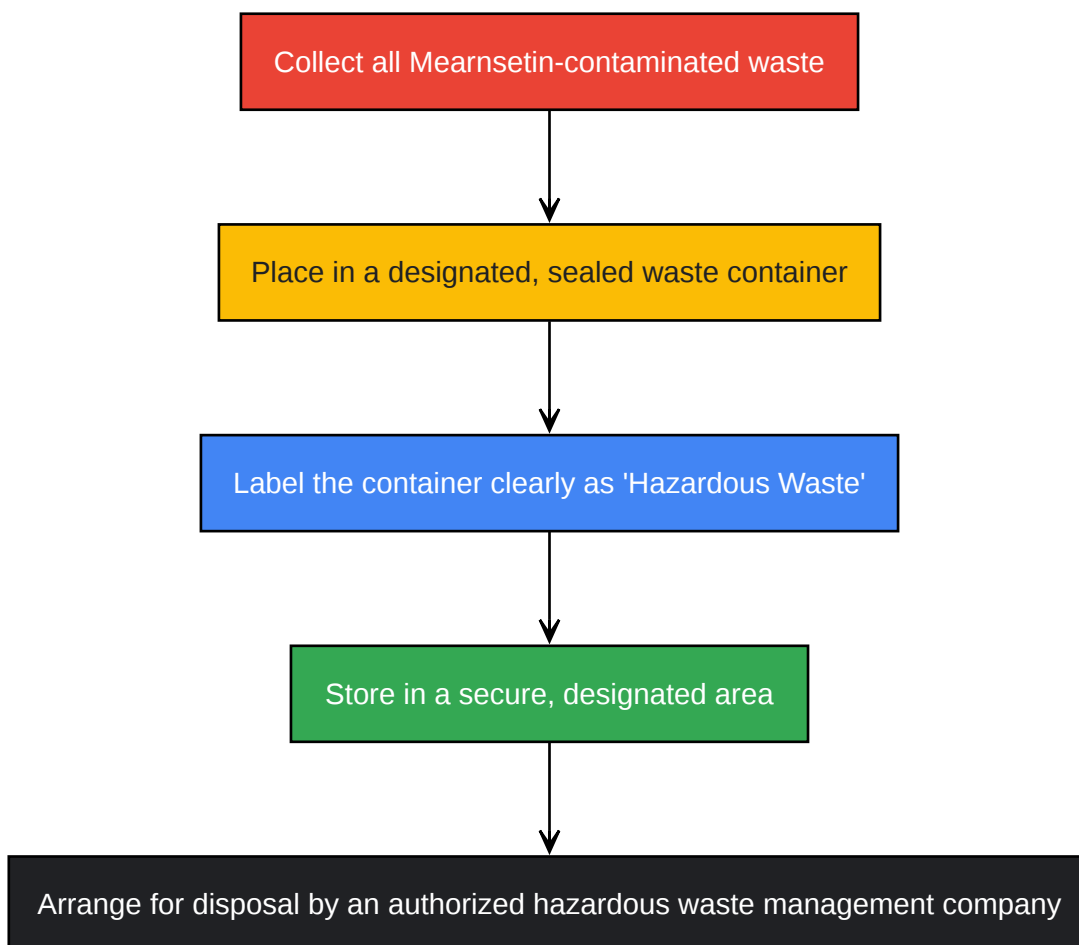 Collect all Mearnsetin-contaminated waste
Place in a designated, sealed waste container
Label the container clearly as 'Hazardous Waste'
Store in a secure, designated area
Arrange for disposal by an authorized hazardous waste management company